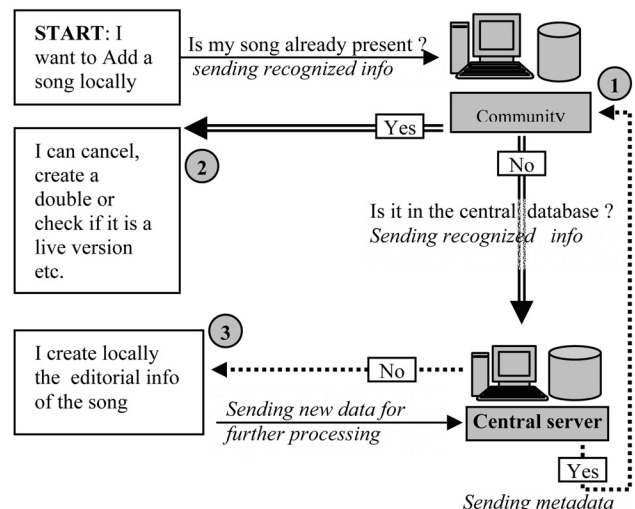 START: I
want to Add a
song locally
Is my song already present ?
sending recognized info
1
Community
Yes
No
I can cancel,
create a
double or
check if it is a
live version
etc.
2
Is it in the central database ?
Sending recognized info
3
I create locally
the editorial info
of the song
No
Sending new data for
further processing
Central server
Yes
Sending metadata